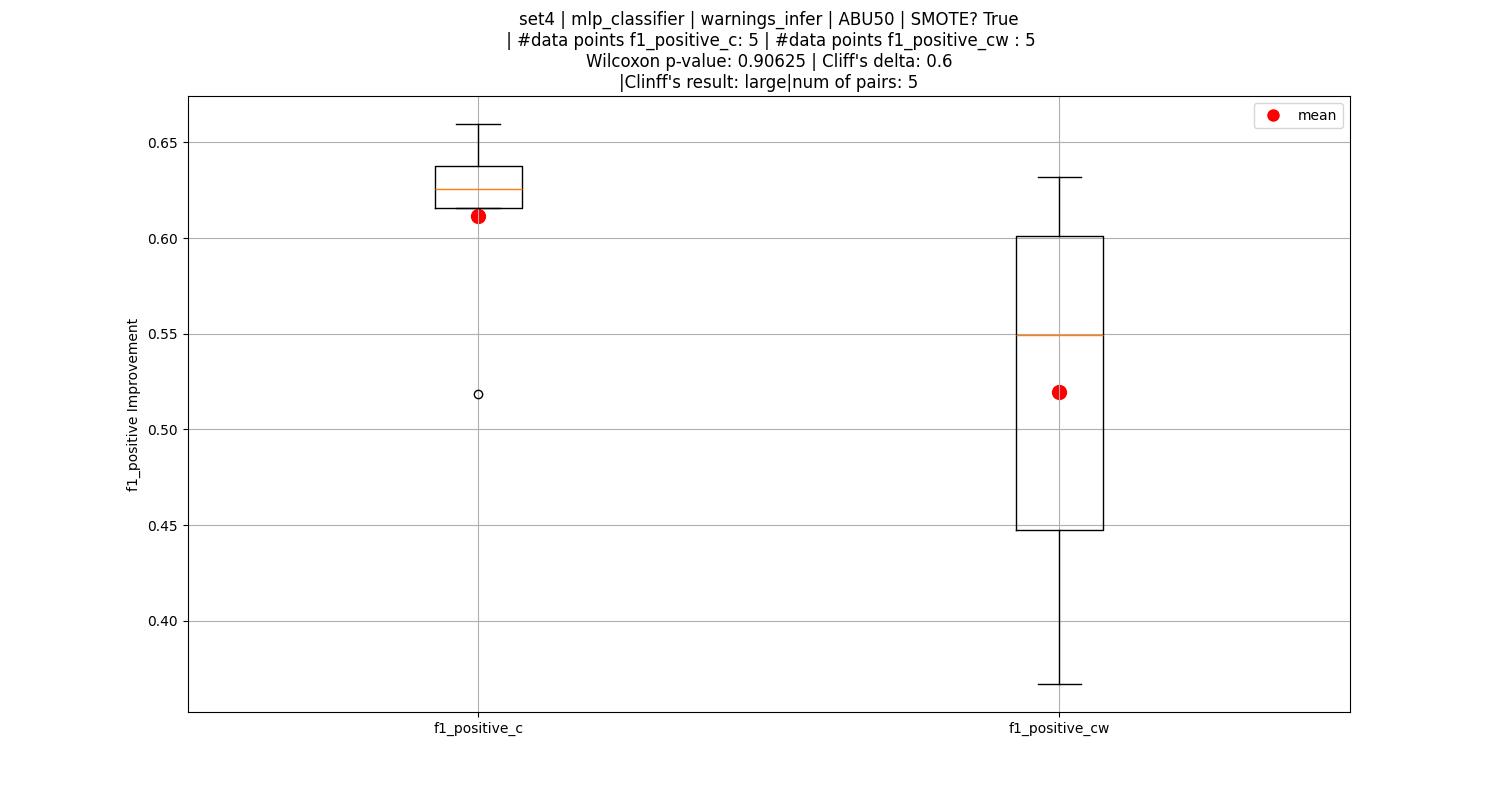 set4 | mlp_classifier | warnings_infer | ABU50 | SMOTE? True
| #data points f1_positive_c: 5 | #data points f1_positive_cw : 5
Wilcoxon p-value: 0.90625 | Cliff's delta: 0.6
|Clinff's result: large|num of pairs: 5
mean
0.65
0.60
0.55
0.50
0.45
0.40
f1_positive Improvement
f1_positive_c
f1_positive_cw